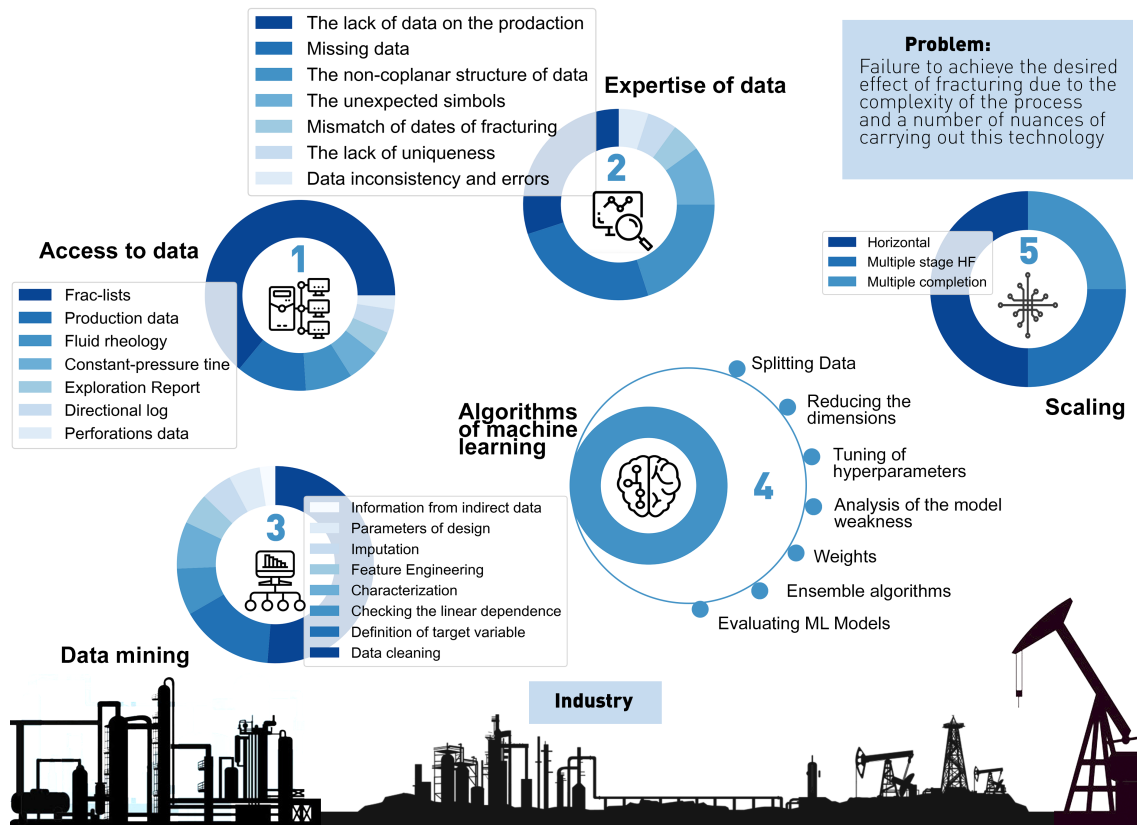 The lack of data on the production
Missing data
The non-coplanar structure of data
The unexpected simbols
Mismatch of dates of fracturing
The lack of uniqueness
Data inconsistency and errors
Expertise of data
2
Problem:
Failure to achieve the desired
effect of fracturing due to the
complexity of the process
and a number of nuances of
carrying out this technology
Access to data
1
Frac-lists
Production data
Fluid rheology
Constant-pressure tine
Exploration Report
Directional log
Perforations data
5
Horizontal
Multiple stage HF
Multiple completion
Scaling
Algorithms
of machine
learning
4
Splitting Data
Reducing the
dimensions
Tuning of
hyperparameters
Analysis of the model
weakness
Weights
Ensemble algorithms
Evaluating ML Models
3
Information from indirect data
Parameters of design
Imputation
Feature Engineering
Characterization
Checking the linear dependence
Definition of target variable
Data cleaning
Data mining
Industry